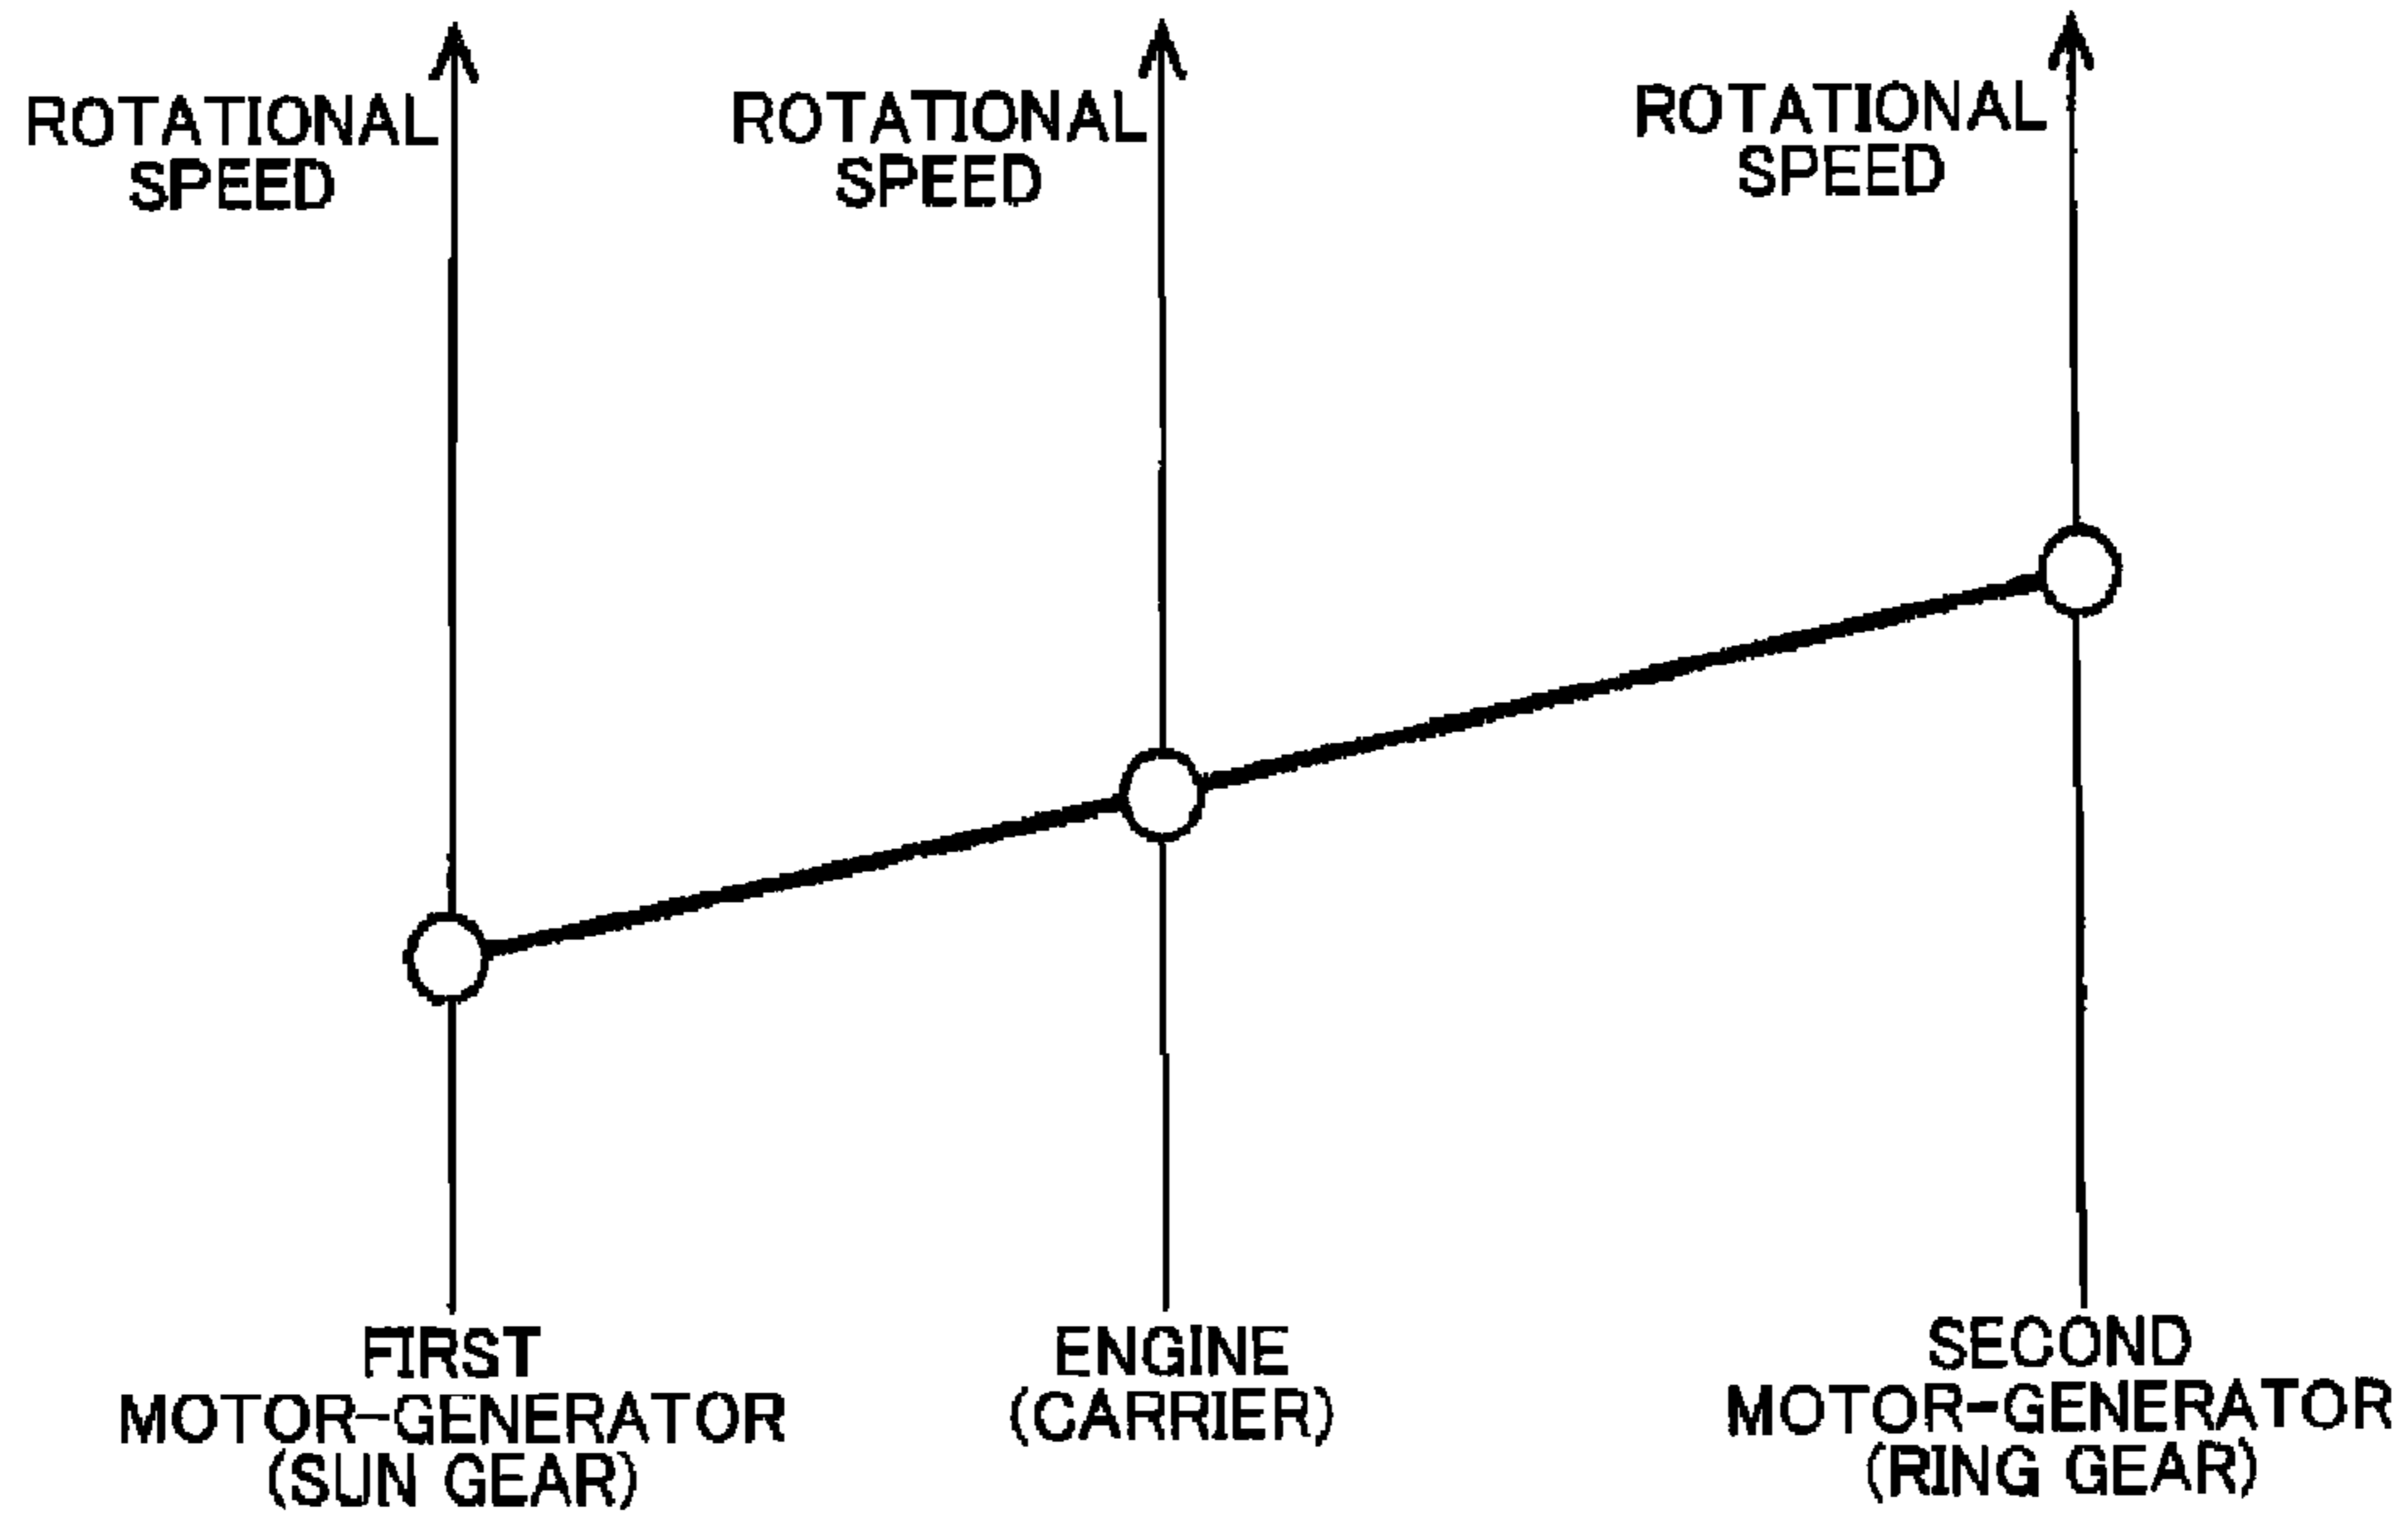 ROTATIONAL
SPEED
ROTATIONAL
SPEED
ROTATIONAL
SPEED
FIRST
MOTOR-GENERATOR
(SUN GEAR)
ENGINE
(CARRIER)
SECOND
MOTOR-GENERATOR
(RING GEAR)